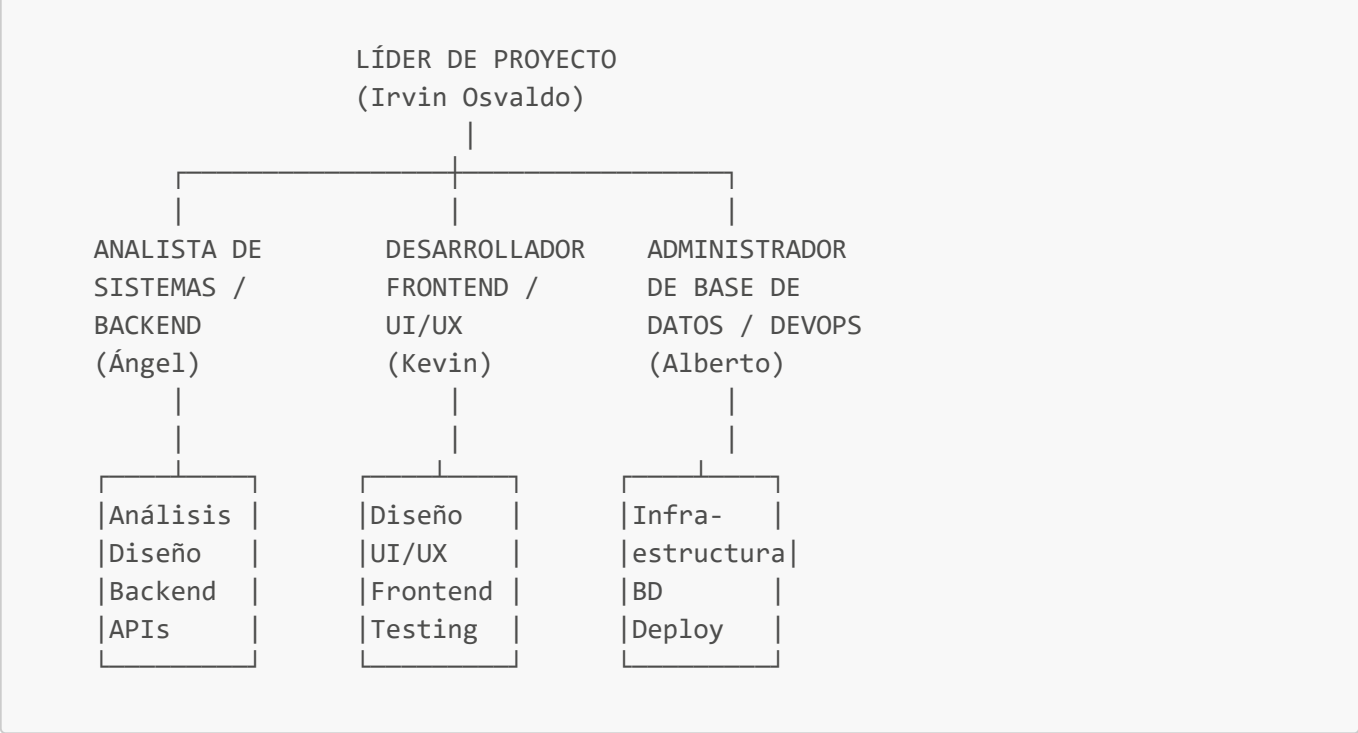 LÍDER DE PROYECTO
(Irvin Osvaldo)
ANALISTA DE DESARROLLADOR ADMINISTRADOR
SISTEMAS / FRONTEND / DE BASE DE
BACKEND UI/UX DATOS / DEVOPS
(Ángel) (Kevin) (Alberto)
Análisis Diseño Infra-
Diseño UI/UX estructura
Backend Frontend BD
APIs Testing Deploy